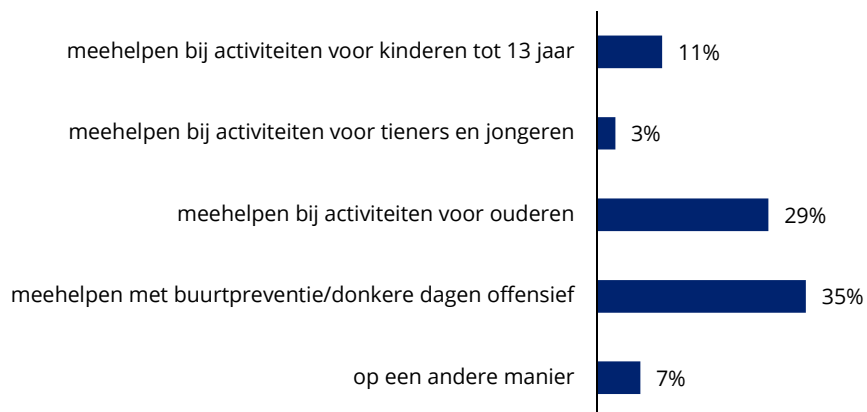 meehelpen bij activiteiten voor kinderen tot 13 jaar 11%
meehelpen bij activiteiten voor tieners en jongeren 3%
meehelpen bij activiteiten voor ouderen 29%
meehelpen met buurtpreventie/donkere dagen offensief 35%
op een andere manier 7%